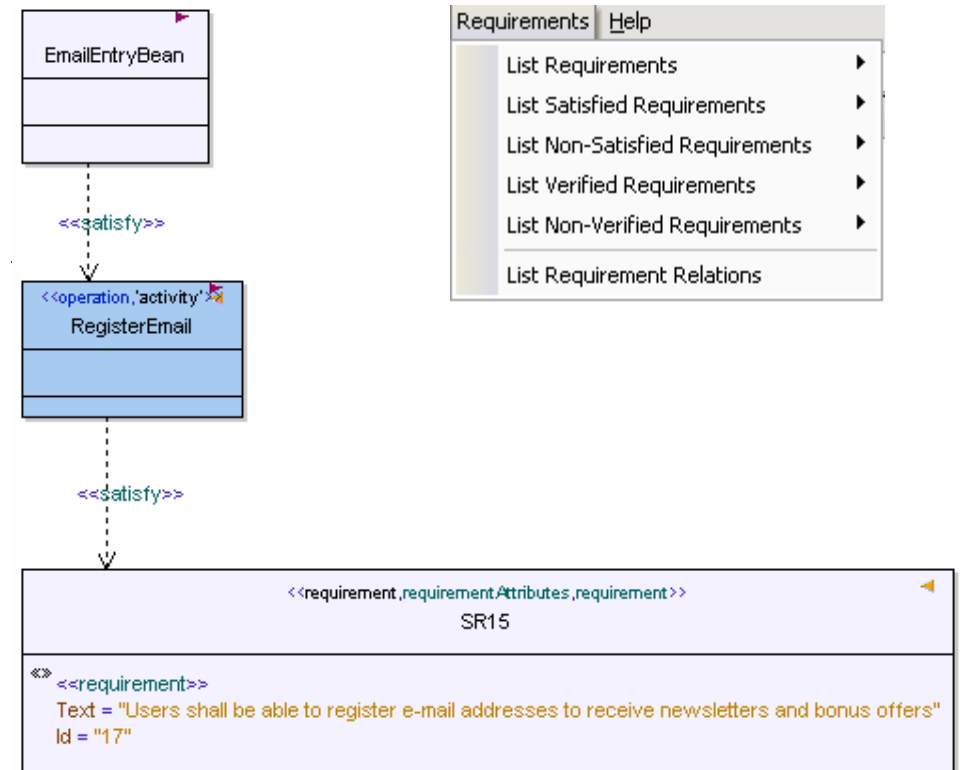 EmailEntryBean
<<satisfy>>
<<operation,'activity'>>
RegisterEmail
<<satisfy>>
<<requirement,requirementAttributes,requirement>>
SR15
<<requirement>>
Text = "Users shall be able to register e-mail addresses to receive newsletters and bonus offers"
Id = "17"
Requirements Help
List Requirements
List Satisfied Requirements
List Non-Satisfied Requirements
List Verified Requirements
List Non-Verified Requirements
List Requirement Relations